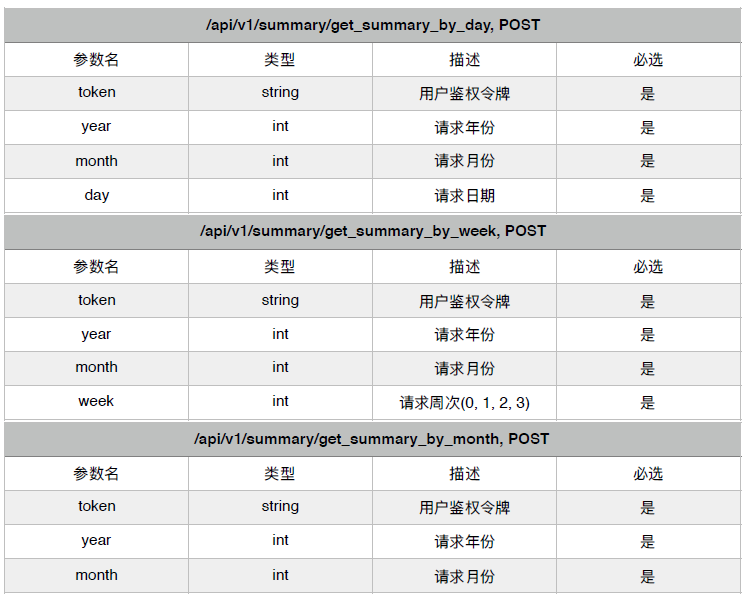 /api/v1/summary/get_summary_by_day, POST
参数名 类型 描述 必选
token string 用户鉴权令牌 是
year int 请求年份 是
month int 请求月份 是
day int 请求日期 是
/api/v1/summary/get_summary_by_week, POST
参数名 类型 描述 必选
token string 用户鉴权令牌 是
year int 请求年份 是
month int 请求月份 是
week int 请求周次(0, 1, 2, 3) 是
/api/v1/summary/get_summary_by_month, POST
参数名 类型 描述 必选
token string 用户鉴权令牌 是
year int 请求年份 是
month int 请求月份 是